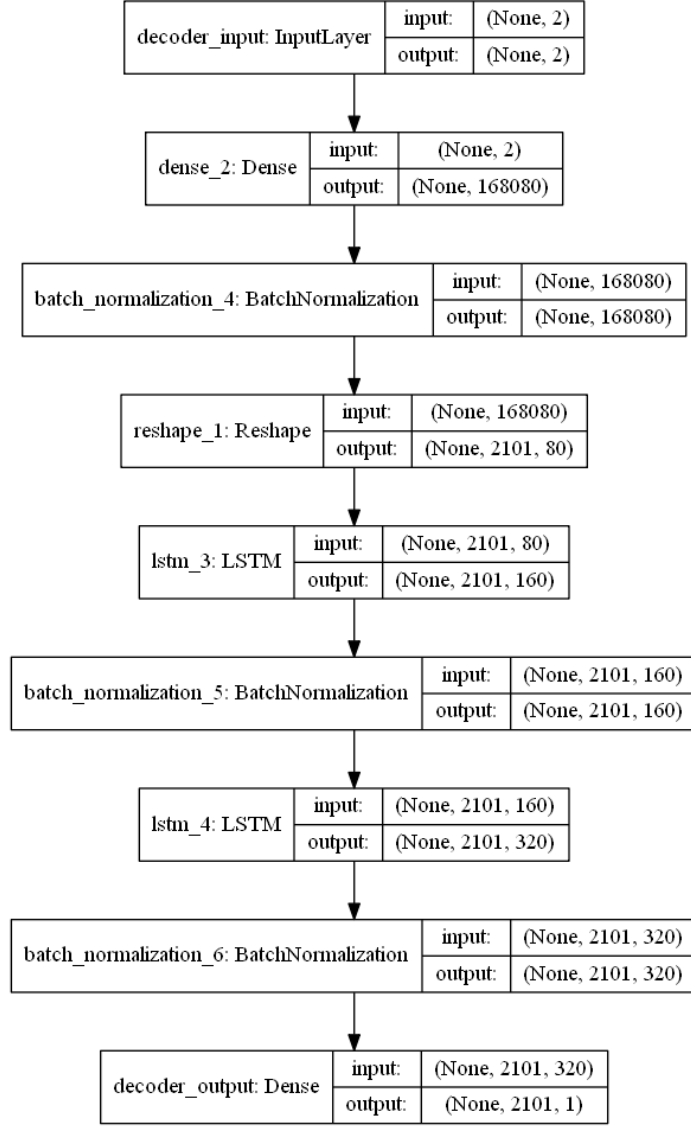 decoder_input: InputLayer
input: (None, 2)
output: (None, 2)
dense_2: Dense
input: (None, 2)
output: (None, 168080)
batch_normalization_4: BatchNormalization
input: (None, 168080)
output: (None, 168080)
reshape_1: Reshape
input: (None, 168080)
output: (None, 2101, 80)
lstm_3: LSTM
input: (None, 2101, 80)
output: (None, 2101, 160)
batch_normalization_5: BatchNormalization
input: (None, 2101, 160)
output: (None, 2101, 160)
lstm_4: LSTM
input: (None, 2101, 160)
output: (None, 2101, 320)
batch_normalization_6: BatchNormalization
input: (None, 2101, 320)
output: (None, 2101, 320)
decoder_output: Dense
input: (None, 2101, 320)
output: (None, 2101, 1)